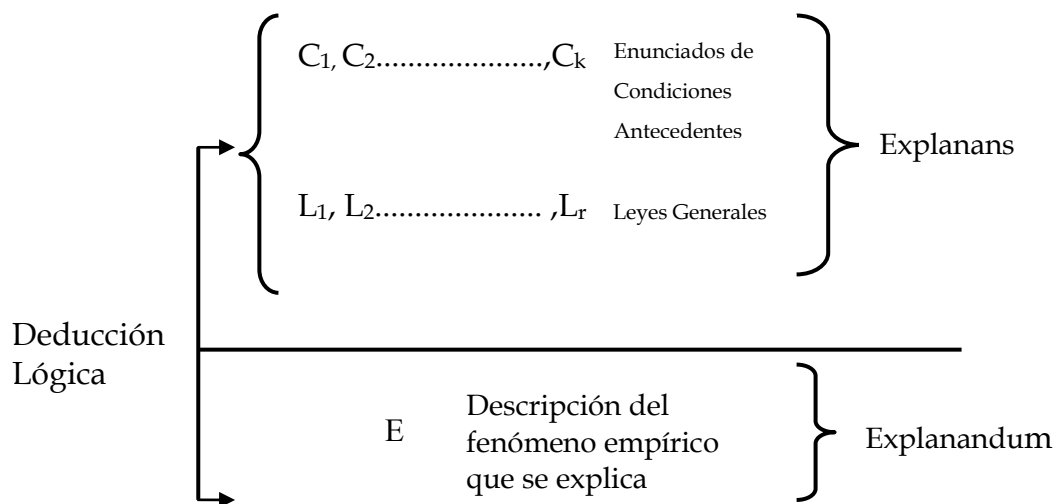 C1, C2......................,Ck Enunciados de
Condiciones
Antecedentes
Explanans
L1, L2...................... ,Lr Leyes Generales
Deducción
Lógica
E Descripción del
fenómeno empírico
que se explica
Explanandum